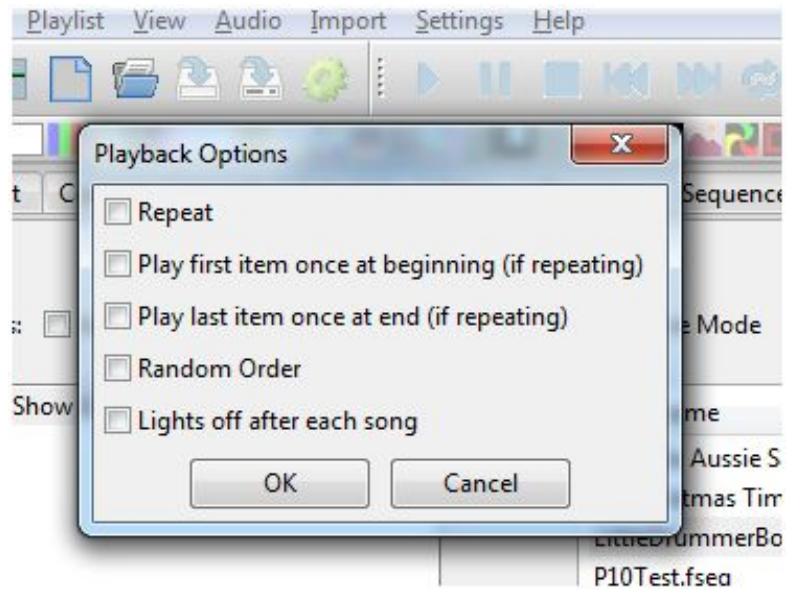 Playlist View Audio Import Settings Help
Playback Options
Repeat
Play first item once at beginning (if repeating)
Play last item once at end (if repeating)
Random Order
Lights off after each song
OK Cancel
Sequence
Mode
Show
me
Aussie S
tmas Tim
LittleDrummerBo
P10Test.fseq